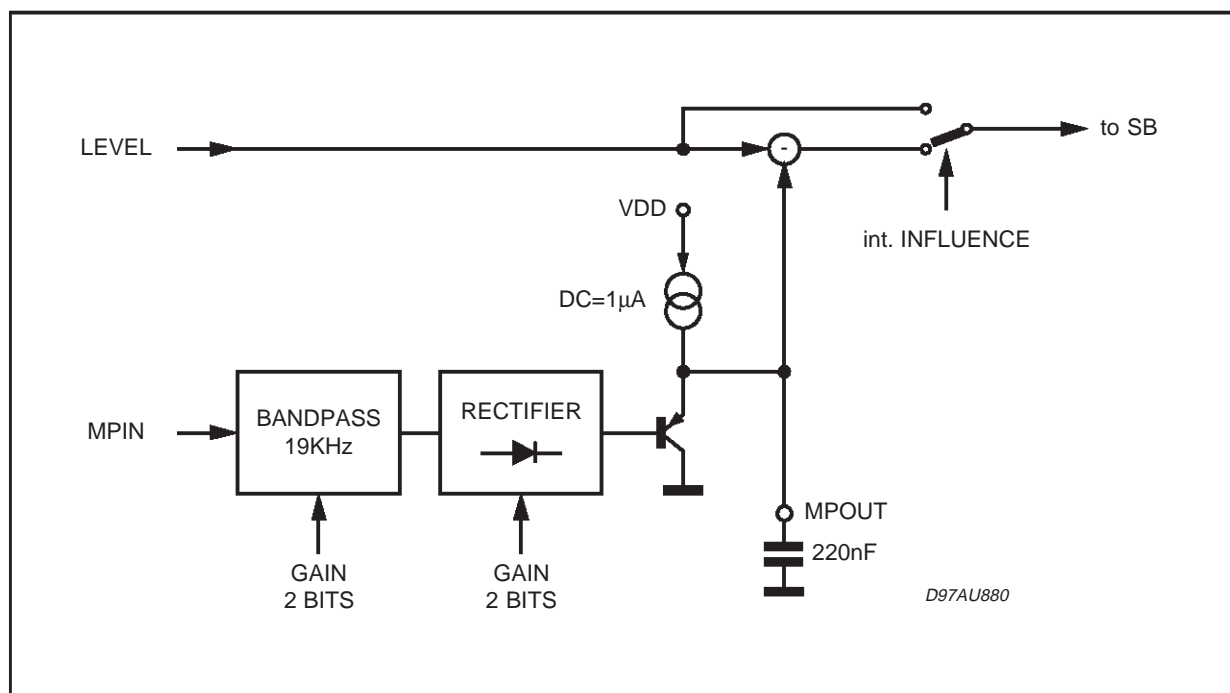 LEVEL
to SB
-
VDD
int. INFLUENCE
DC=1μA
MPIN
BANDPASS
19KHz
RECTIFIER
MPOUT
220nF
GAIN
2 BITS
GAIN
2 BITS
D97AU880